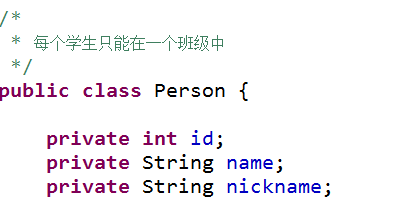 /*
 * 每个学生只能在一个班级中
 */
public class Person {
    private int id;
    private String name;
    private String nickname;